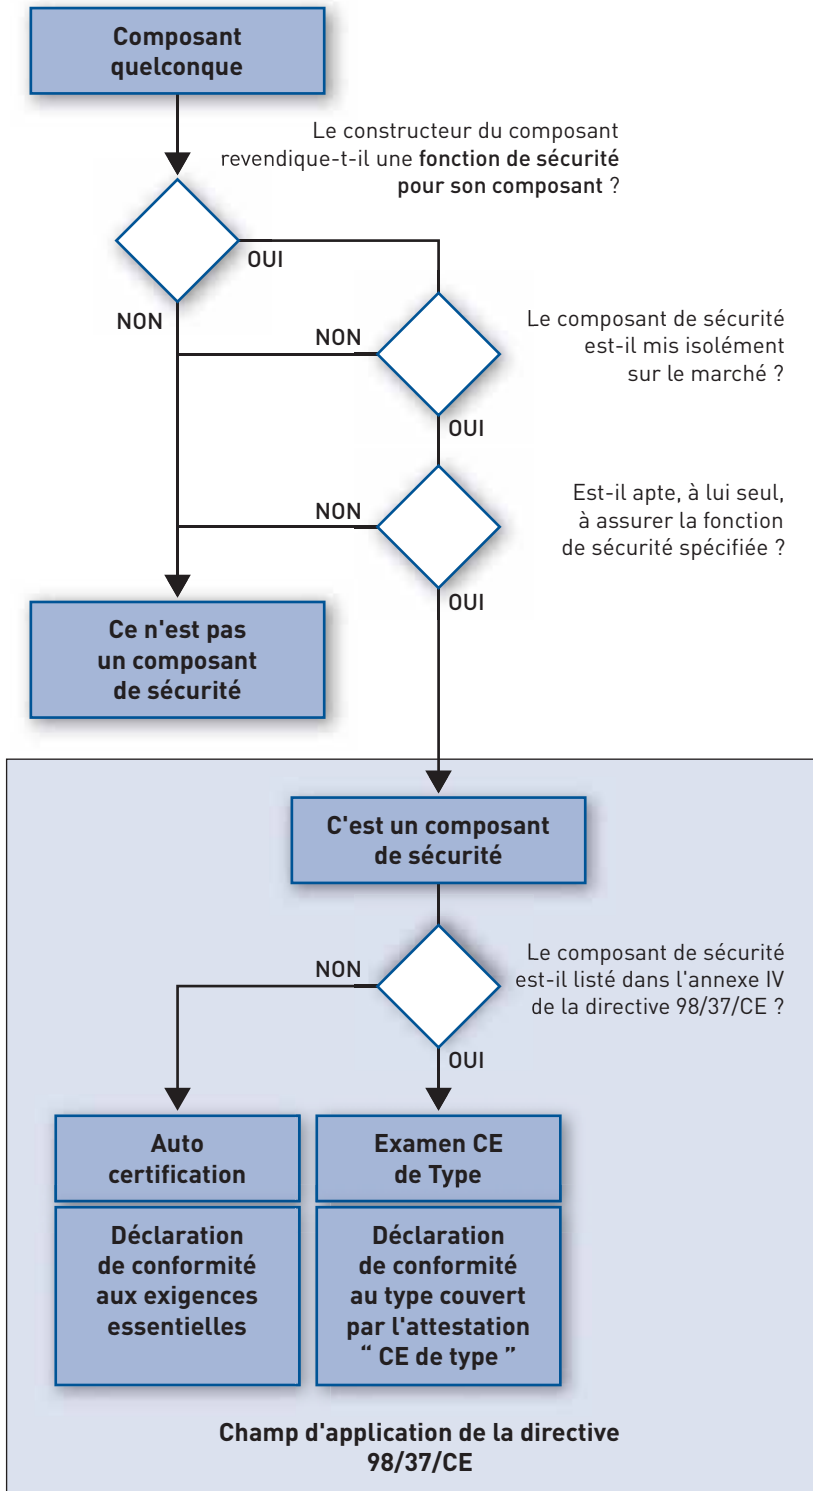 Composant
quelconque
Le constructeur du composant
revendique-t-il une fonction de sécurité
pour son composant ?
OUI
NON
NON
Le composant de sécurité
est-il mis isolément
sur le marché ?
OUI
NON
Est-il apte, à lui seul,
à assurer la fonction
de sécurité spécifiée ?
OUI
Ce n'est pas
un composant
de sécurité
C'est un composant
de sécurité
NON
Le composant de sécurité
est-il listé dans l'annexe IV
de la directive 98/37/CE ?
OUI
Auto
certification
Examen CE
de Type
Déclaration
de conformité
aux exigences
essentielles
Déclaration
de conformité
au type couvert
par l'attestation
“ CE de type ”
Champ d'application de la directive
98/37/CE